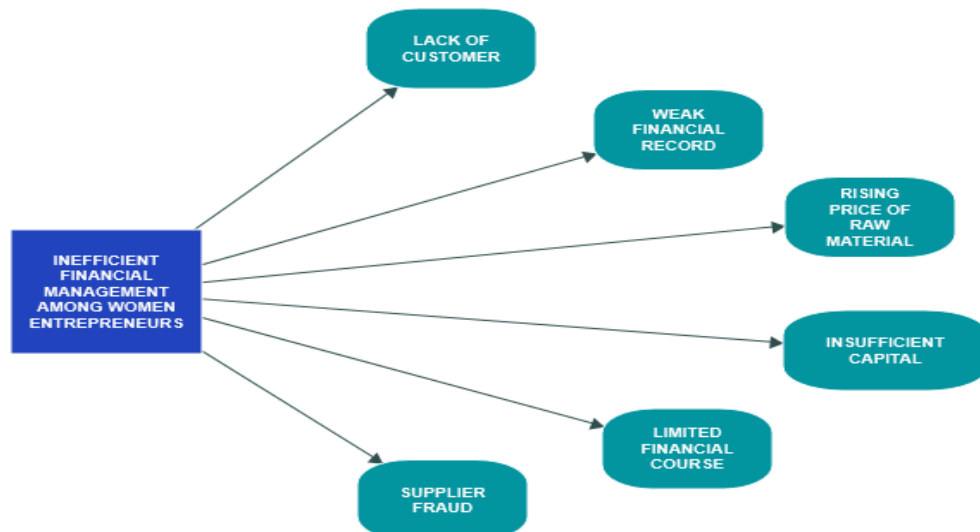 LACK OF
CUSTOMER
WEAK
FINANCIAL
RECORD
RISING
PRICE OF
RAW
MATERIAL
INEFFICIENT
FINANCIAL
MANAGEMENT
AMONG WOMEN
ENTREPRENEURS
INSUFFICIENT
CAPITAL
LIMITED
FINANCIAL
COURSE
SUPPLIER
FRAUD